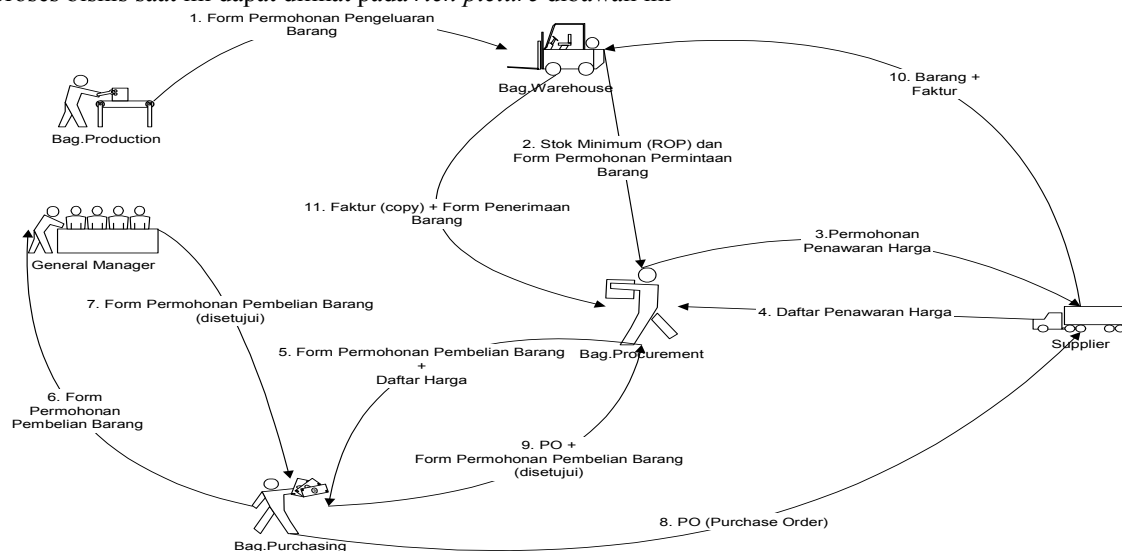 proses bisnis saat ini dapat dilihat pada rich picture dibawah ini
1. Form Permohonan Pengeluaran
Barang
Bag.Warehouse
10. Barang +
Faktur
Bag.Production
2. Stok Minimum (ROP) dan
Form Permohonan Permintaan
Barang
11. Faktur (copy) + Form Penerimaan
Barang
3.Permohonan
Penawaran Harga
General Manager
7. Form Permohonan Pembelian Barang
(disetujui)
4. Daftar Penawaran Harga
Supplier
5. Form Permohonan Pembelian Barang
+
Daftar Harga
Bag.Procurement
6. Form
Permohonan
Pembelian Barang
9. PO +
Form Permohonan Pembelian Barang
(disetujui)
8. PO (Purchase Order)
Bag.Purchasing